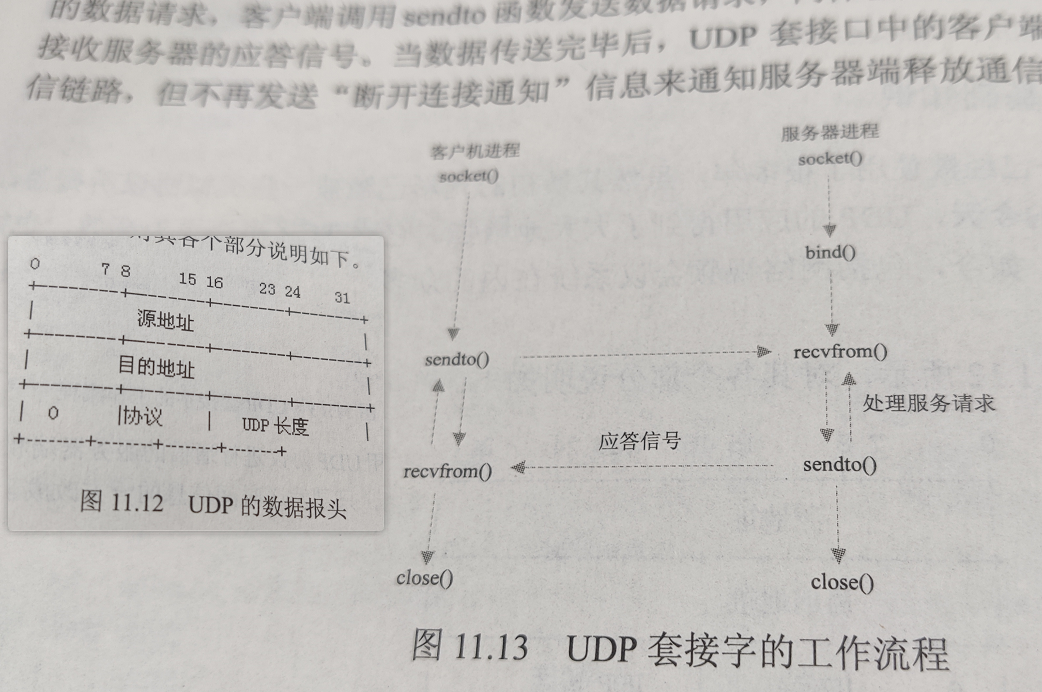 的数据请求，客户端调用 sendto 函数发送数据请求，
接收服务器的应答信号。当数据传送完毕后，UDP 套接口中的客户端
信链路，但不再发送“断开连接通知”信息来通知服务器端释放通信
客户机进程
socket()
sendto()
recvfrom()
close()
服务器进程
socket()
bind()
recvfrom()
处理服务请求
应答信号
sendto()
close()
图 11.13 UDP 套接字的工作流程
对其各个部分说明如下。
0 7 8 15 16 23 24 31
源地址
目的地址
0 协议 UDP 长度
图 11.12 UDP 的数据报头